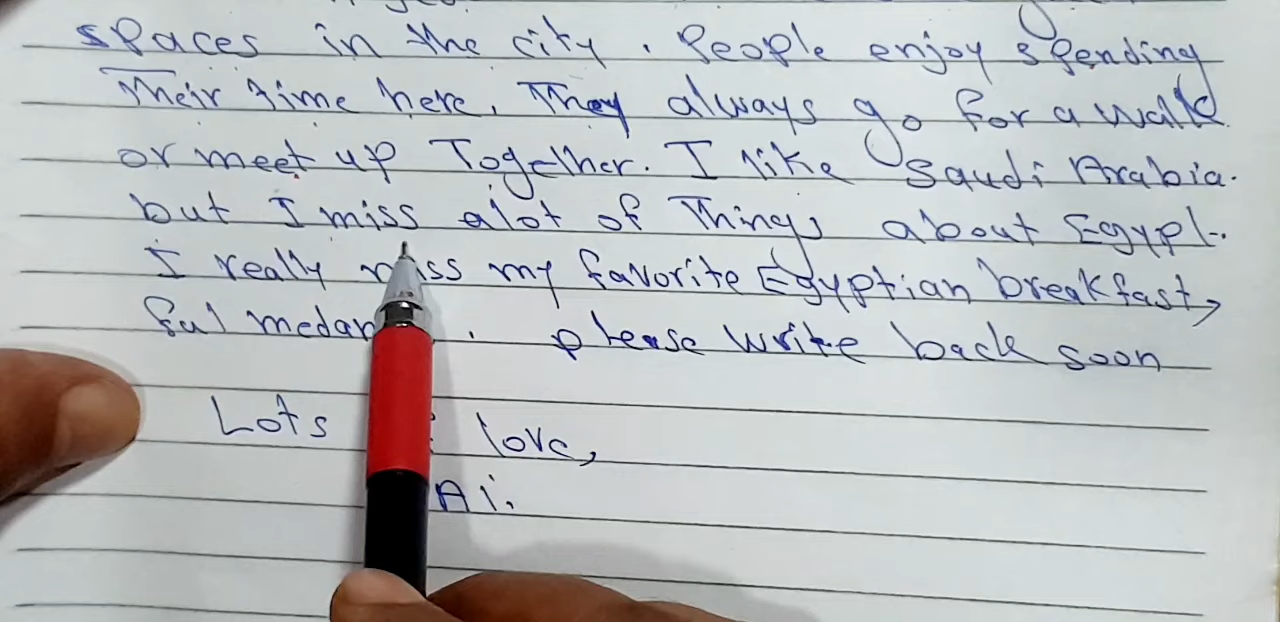 spaces in the city. People enjoy spending
Their time here. They always go for a walk
or meet up Together. I like Saudi Arabia.
but I miss alot of Things about Egypt.
I really miss my favorite Egyptian breakfast,
ful . please write back soon
Lots love,